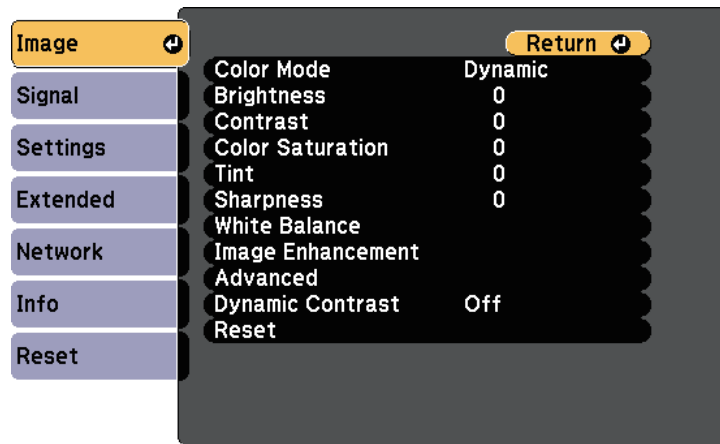 Image
Signal
Settings
Extended
Network
Info
Reset
Return
Color Mode Dynamic
Brightness 0
Contrast 0
Color Saturation 0
Tint 0
Sharpness 0
White Balance
Image Enhancement
Advanced
Dynamic Contrast Off
Reset